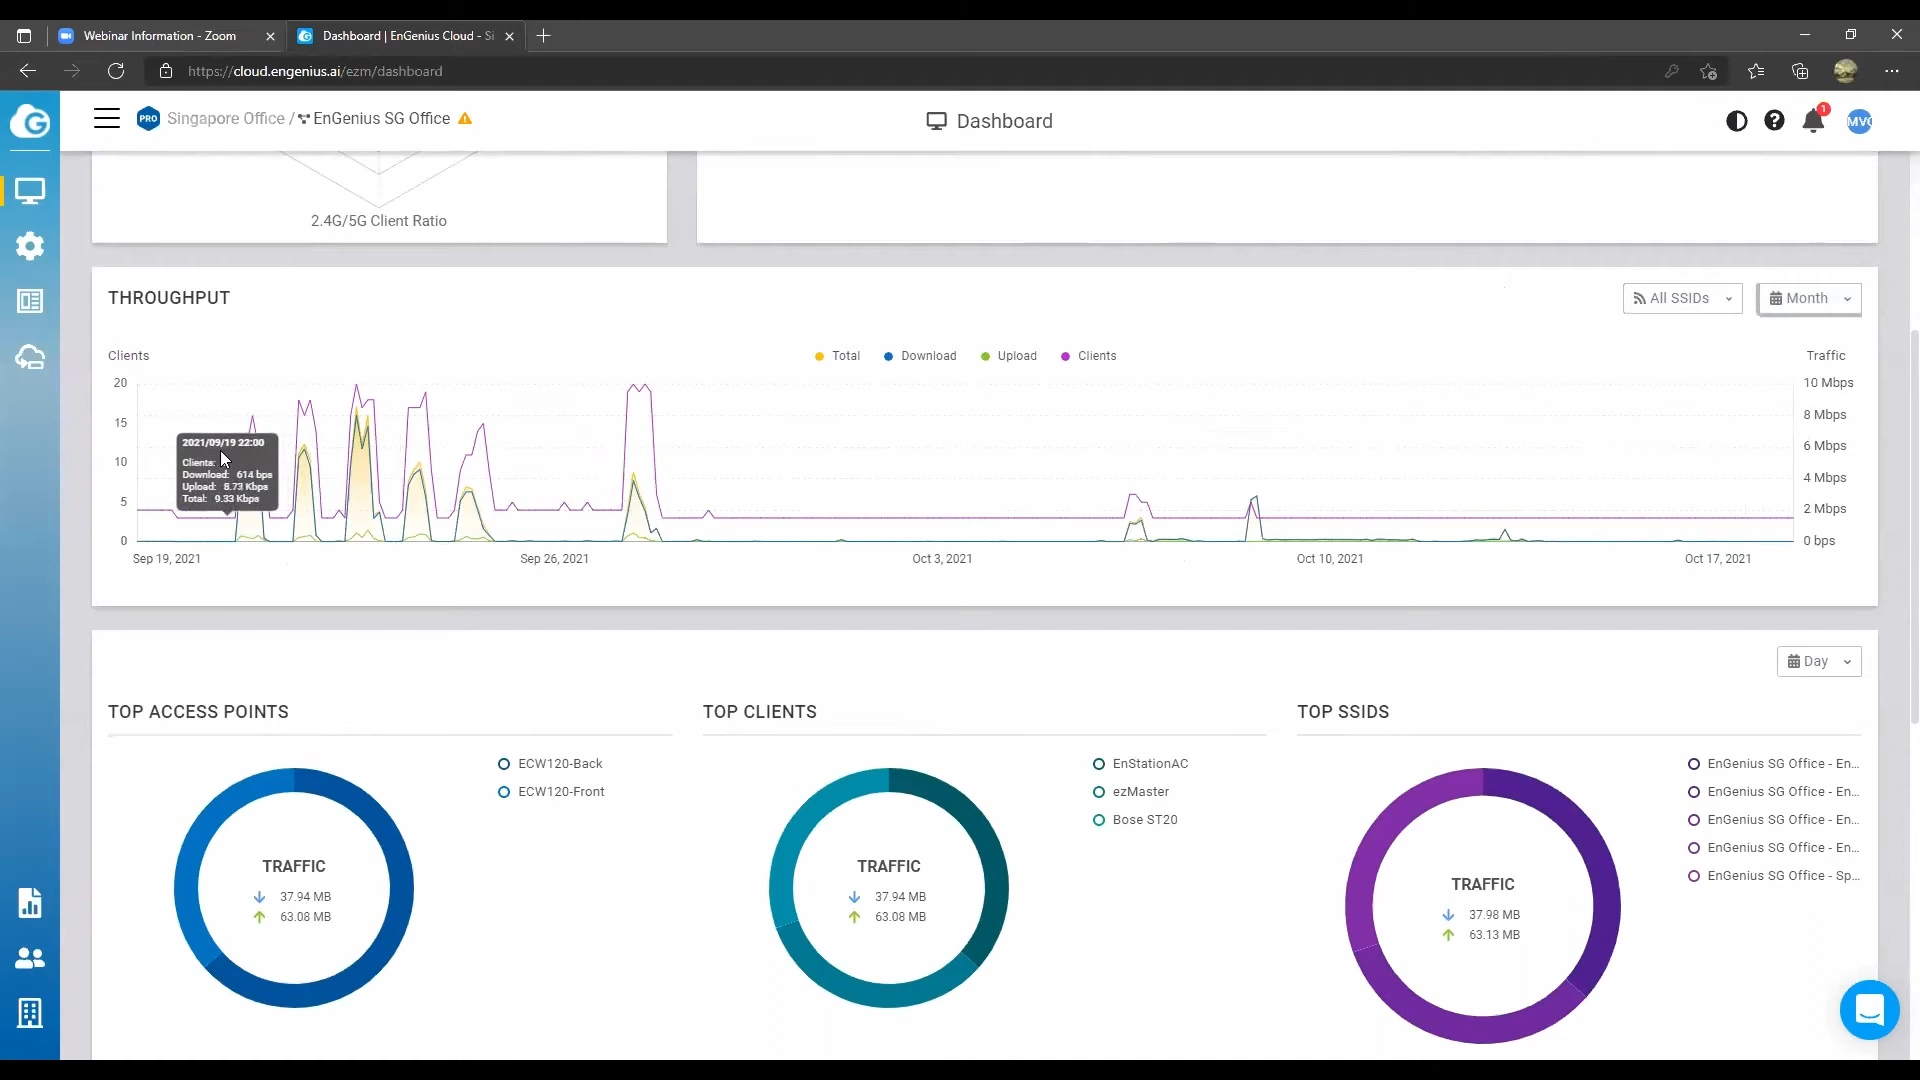 Webinar Information - Zoom
Dashboard | EnGenius Cloud - Si
https://cloud.engenius.ai/ezm/dashboard
PRO Singapore Office / EnGenius SG Office
Dashboard
1
MVC
2.4G/5G Client Ratio
THROUGHPUT
All SSIDs
Month
Clients
Total Download Upload Clients
Traffic
20
15
10
5
0
10 Mbps
8 Mbps
6 Mbps
4 Mbps
2 Mbps
0 bps
2021/09/19 22:00
Clients:
Download: 614 bps
Upload: 8.73 Kbps
Total: 9.33 Kbps
Sep 19, 2021 Sep 26, 2021 Oct 3, 2021 Oct 10, 2021 Oct 17, 2021
Day
TOP ACCESS POINTS
ECW120-Back
ECW120-Front
TRAFFIC
37.94 MB
63.08 MB
TOP CLIENTS
EnStationAC
ezMaster
Bose ST20
TRAFFIC
37.94 MB
63.08 MB
TOP SSIDS
EnGenius SG Office - En...
EnGenius SG Office - En...
EnGenius SG Office - En...
EnGenius SG Office - En...
EnGenius SG Office - Sp...
TRAFFIC
37.98 MB
63.13 MB